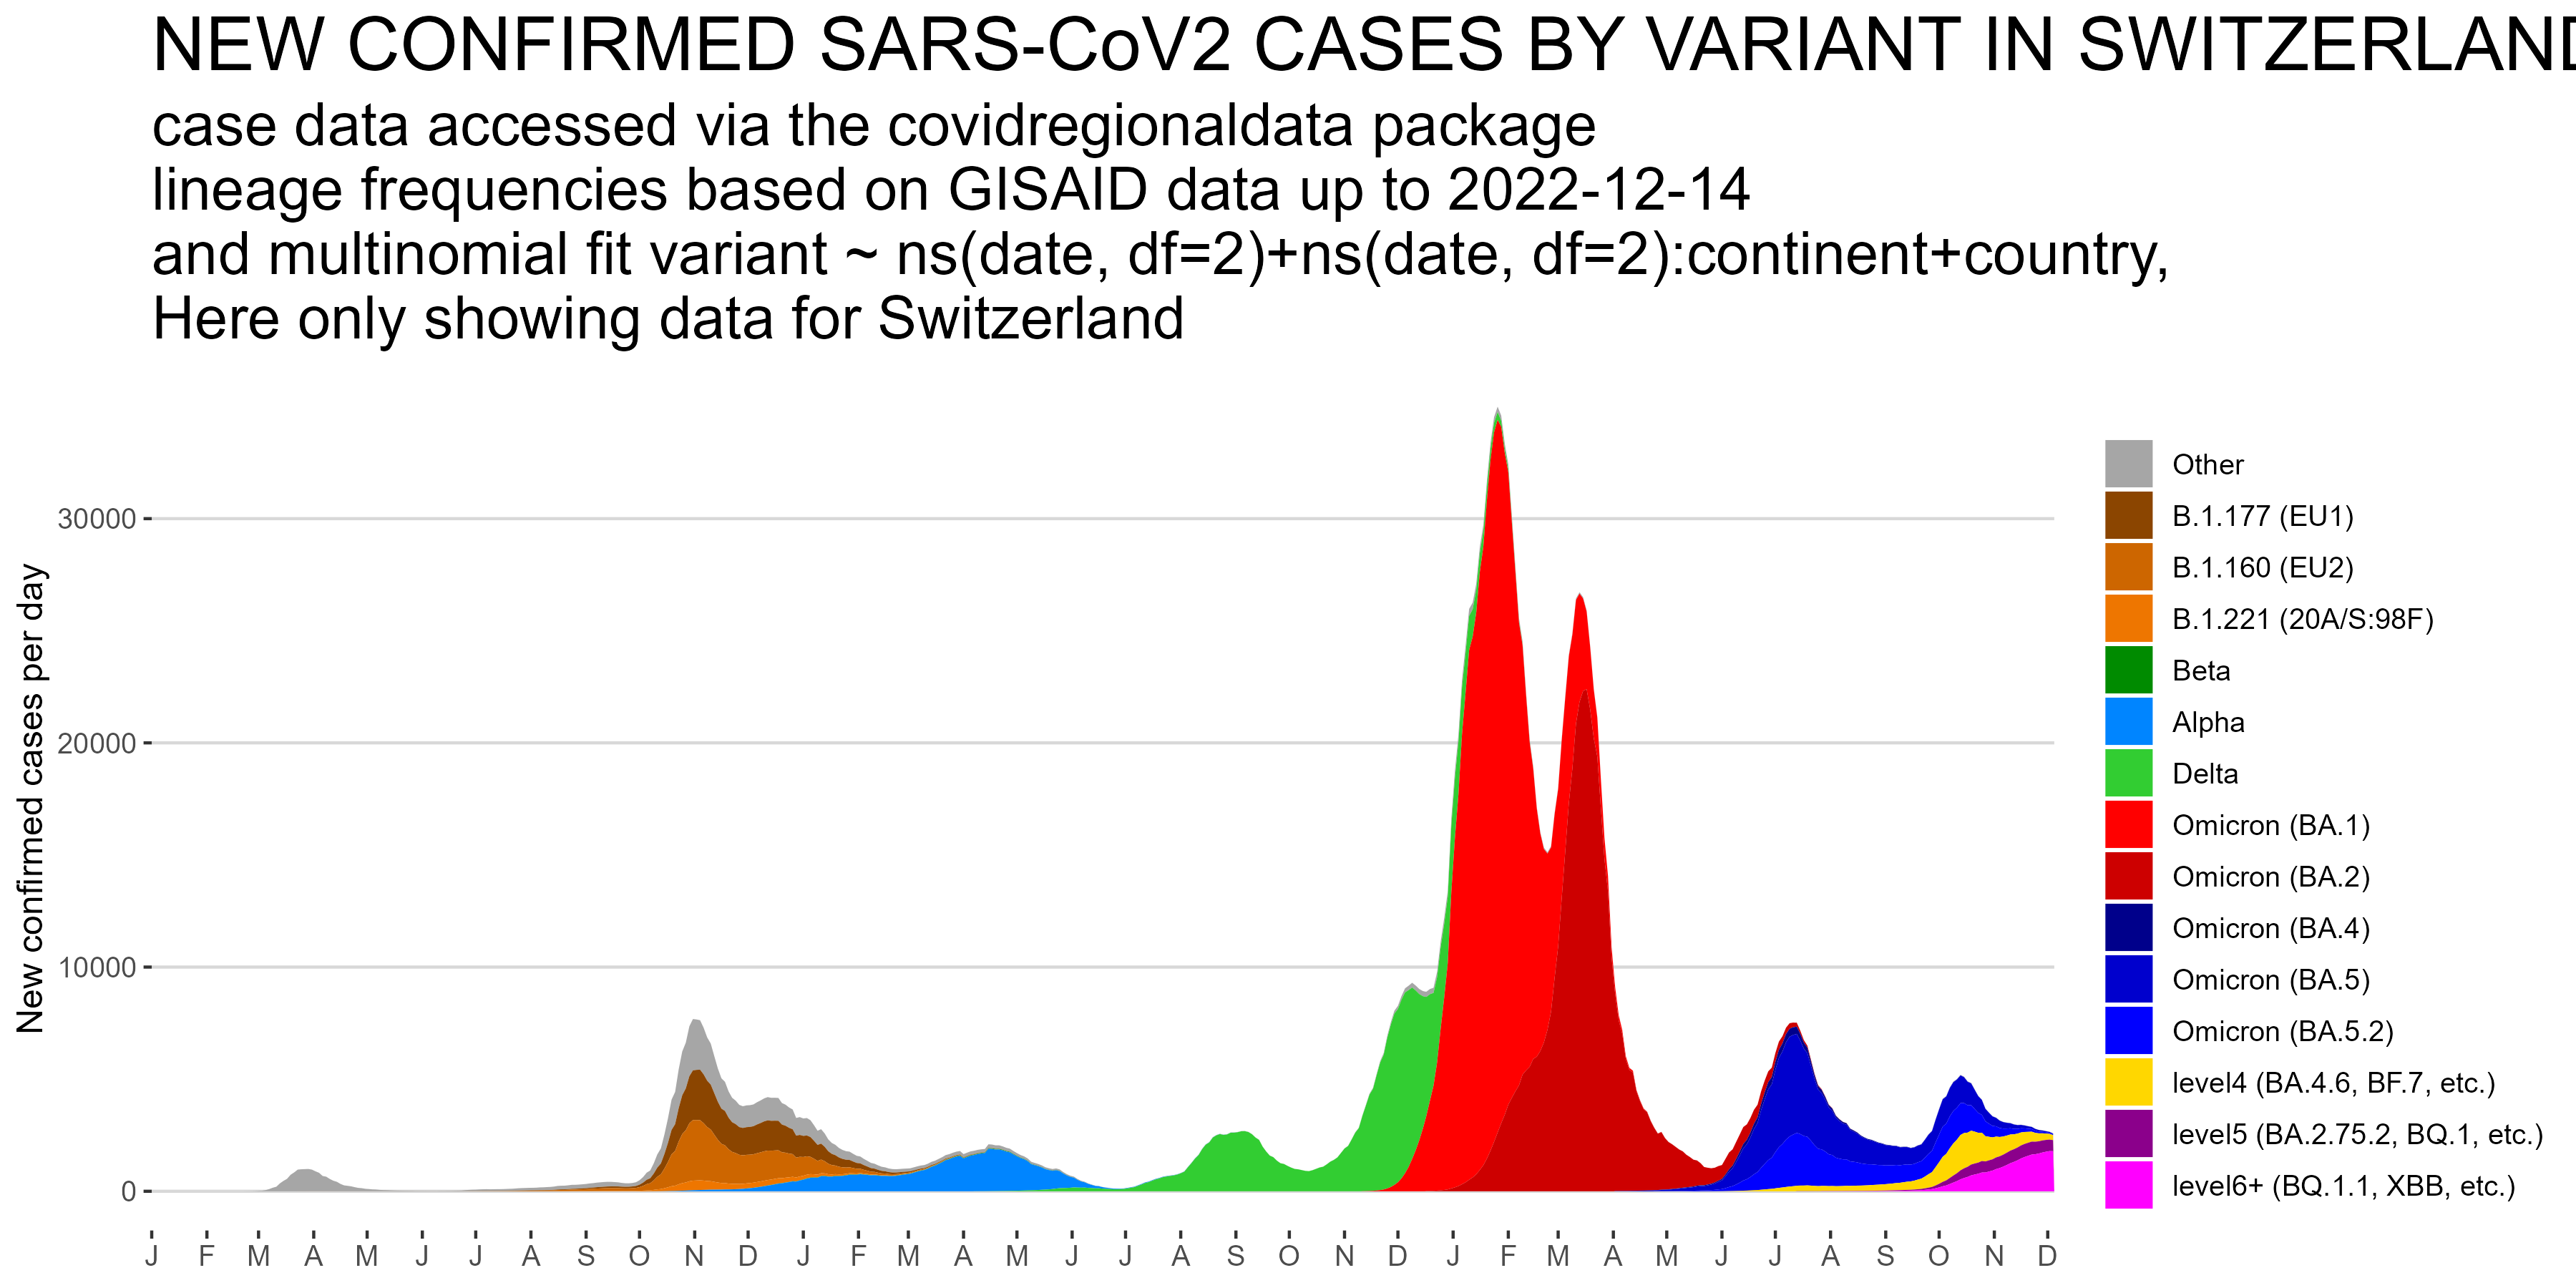 NEW CONFIRMED SARS-CoV2 CASES BY VARIANT IN SWITZERLAND
case data accessed via the covidregionaldata package
lineage frequencies based on GISAID data up to 2022-12-14
and multinomial fit variant ~ ns(date, df=2)+ns(date, df=2):continent+country,
Here only showing data for Switzerland
New confirmed cases per day
30000
20000
10000
0
J F M A M J J A S O N D J F M A M J J A S O N D J F M A M J J A S O N D
Other
B.1.177 (EU1)
B.1.160 (EU2)
B.1.221 (20A/S:98F)
Beta
Alpha
Delta
Omicron (BA.1)
Omicron (BA.2)
Omicron (BA.4)
Omicron (BA.5)
Omicron (BA.5.2)
level4 (BA.4.6, BF.7, etc.)
level5 (BA.2.75.2, BQ.1, etc.)
level6+ (BQ.1.1, XBB, etc.)